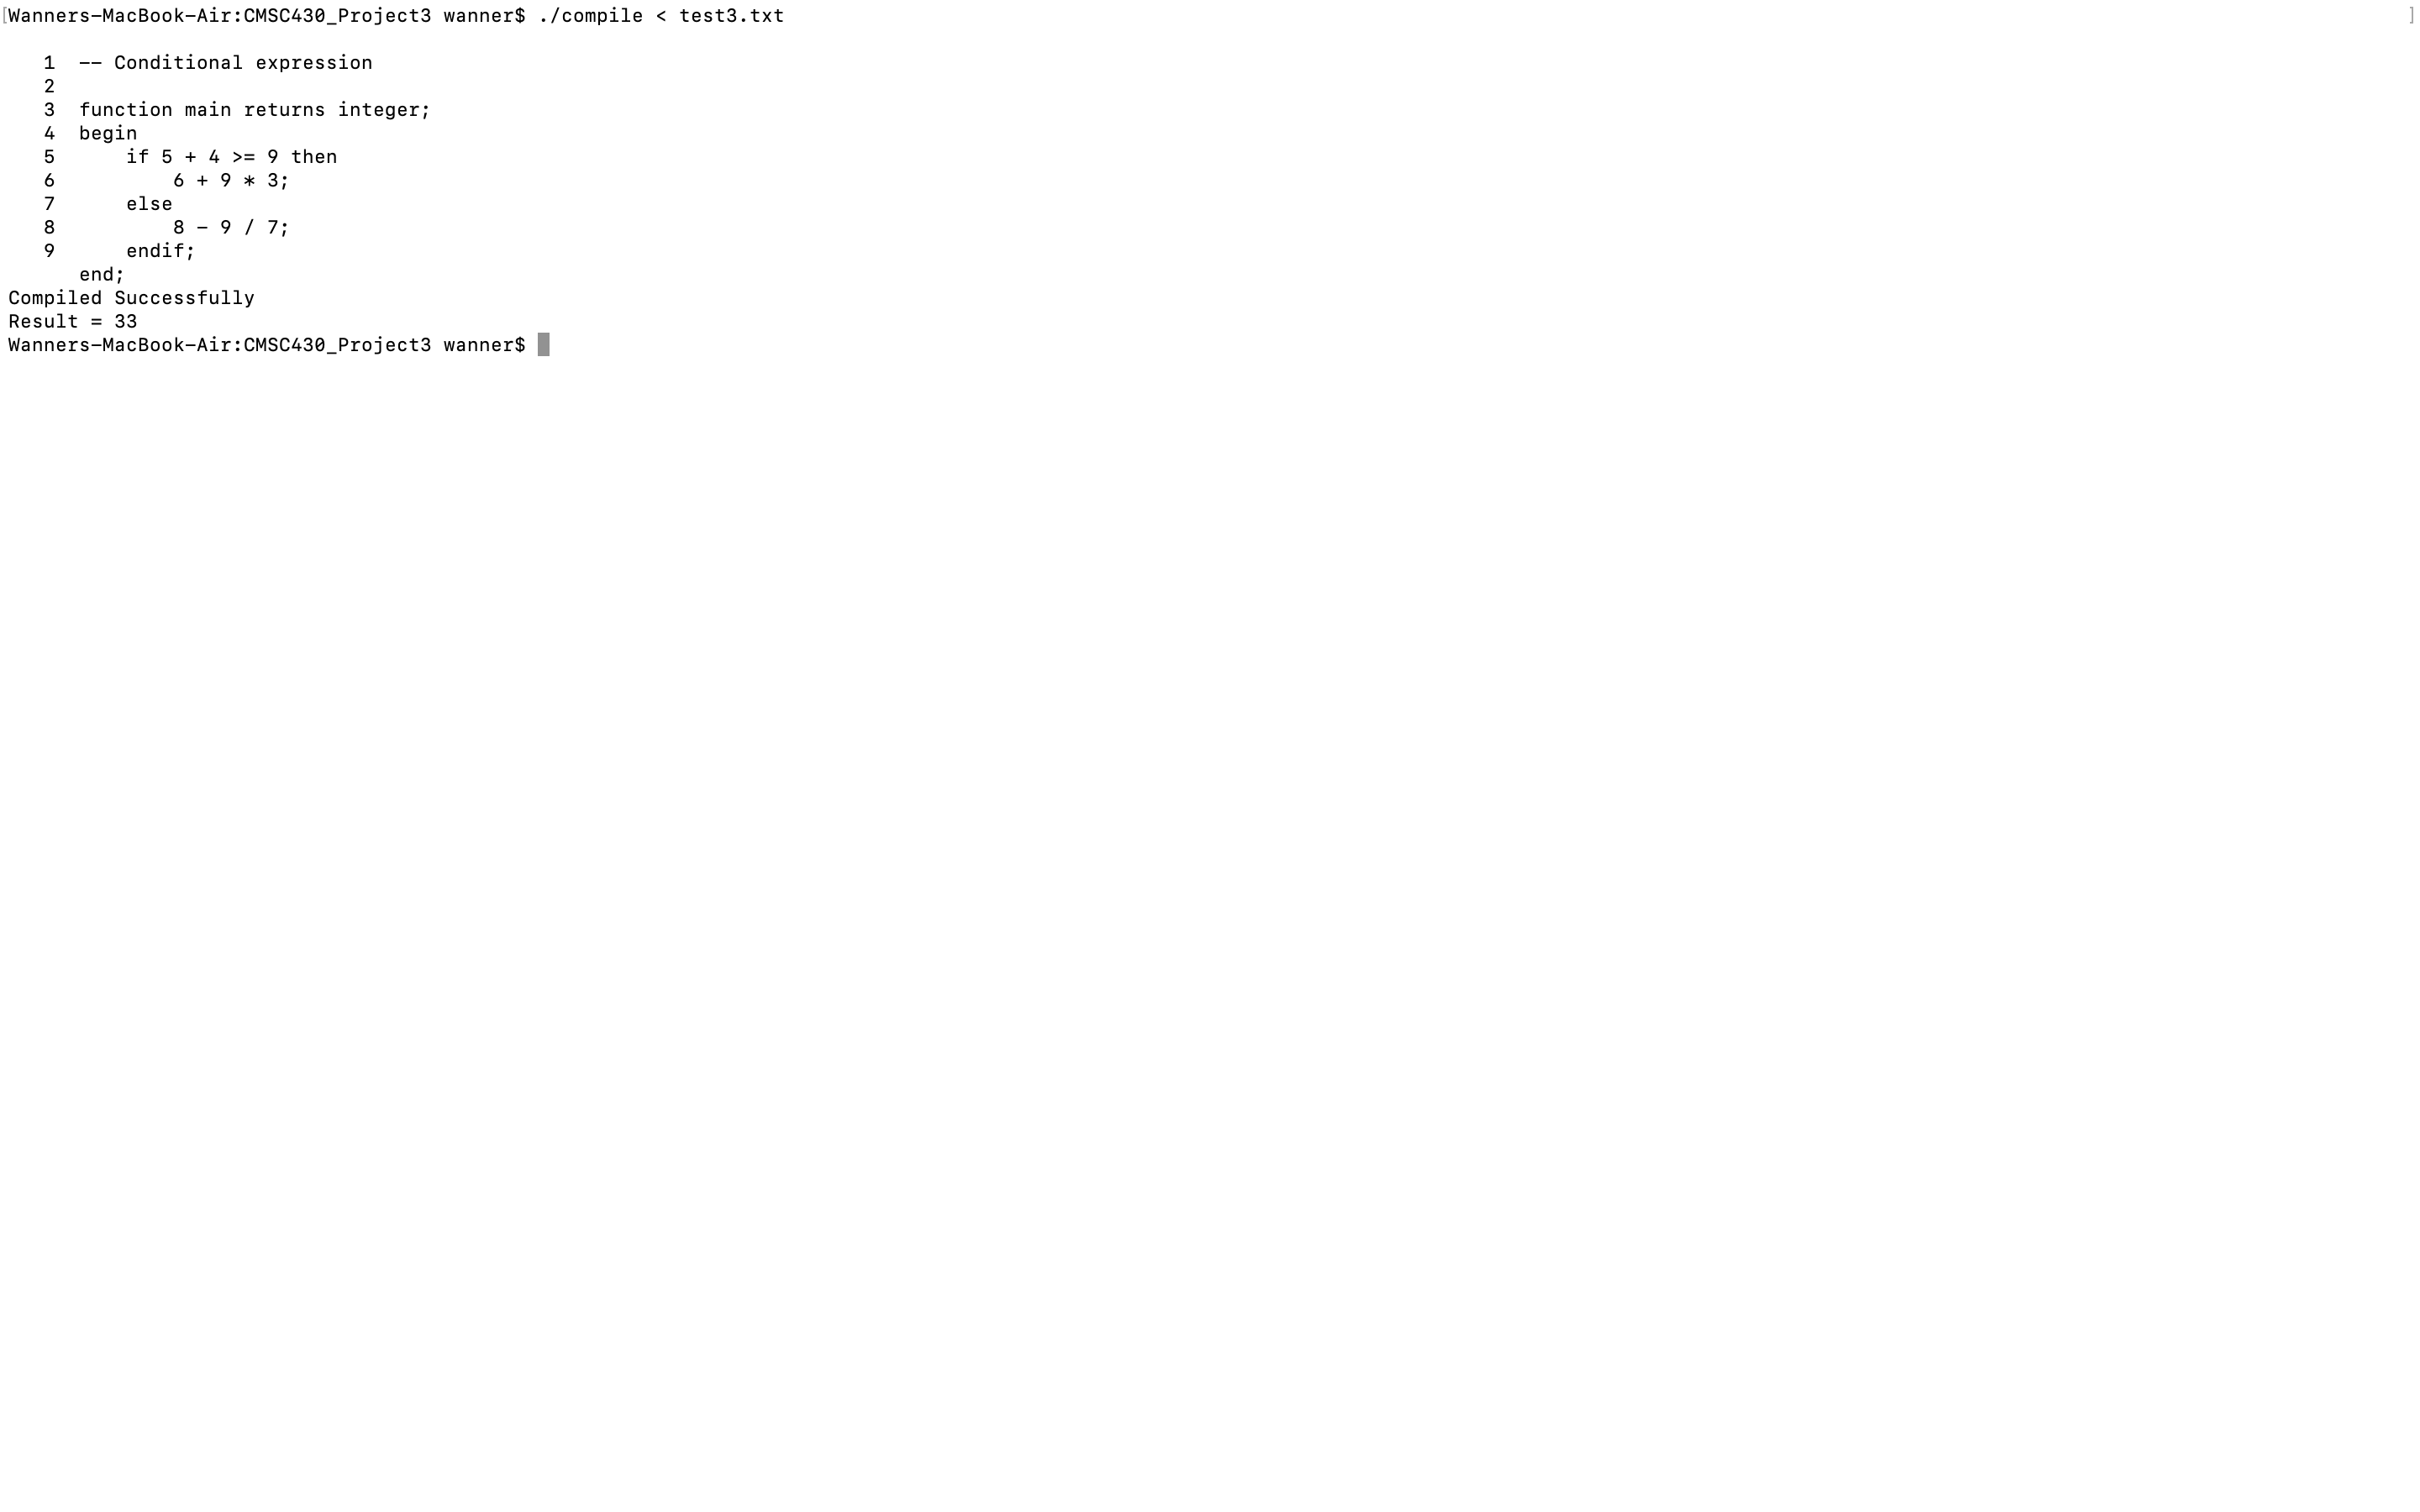 [Wanners-MacBook-Air:CMSC430_Project3 wanner$ ./compile < test3.txt ]
1 -- Conditional expression
2
3 function main returns integer;
4 begin
5 if 5 + 4 >= 9 then
6 6 + 9 * 3;
7 else
8 8 - 9 / 7;
9 endif;
end;
Compiled Successfully
Result = 33
Wanners-MacBook-Air:CMSC430_Project3 wanner$